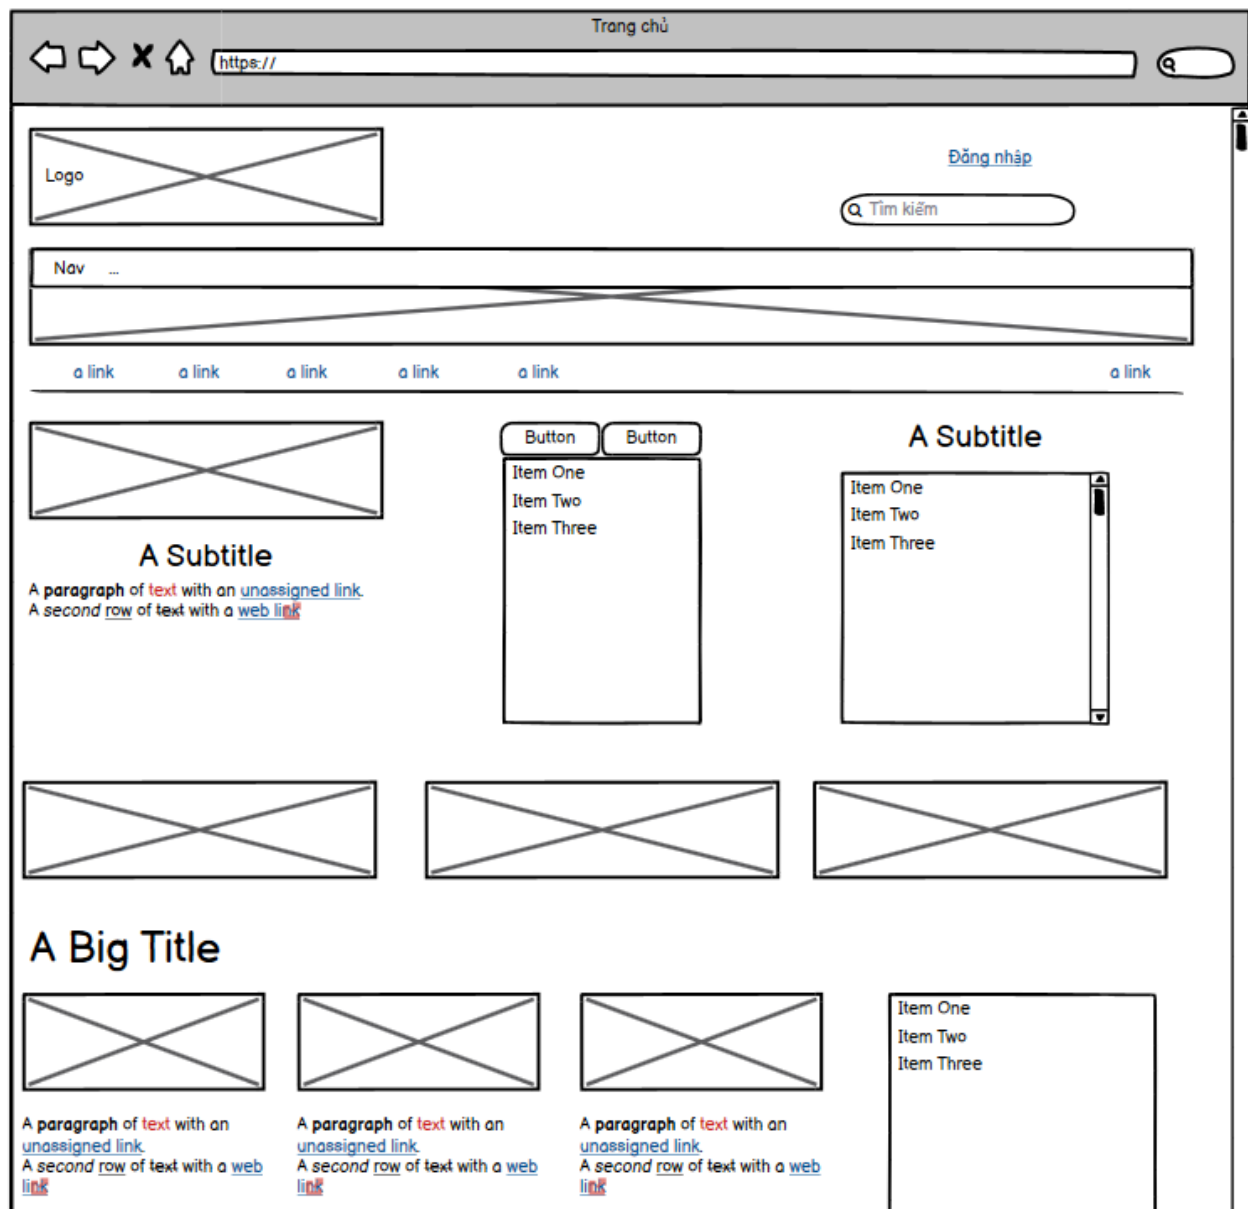 Trang chủ
https://
Logo
Đăng nhập
Tìm kiếm
Nav ...
a link a link a link a link a link a link
A Subtitle
A paragraph of text with an unassigned link.
A second row of text with a web link
Button Button
Item One
Item Two
Item Three
A Subtitle
Item One
Item Two
Item Three
A Big Title
A paragraph of text with an
unassigned link.
A second row of text with a web
link
A paragraph of text with an
unassigned link.
A second row of text with a web
link
A paragraph of text with an
unassigned link.
A second row of text with a web
link
Item One
Item Two
Item Three